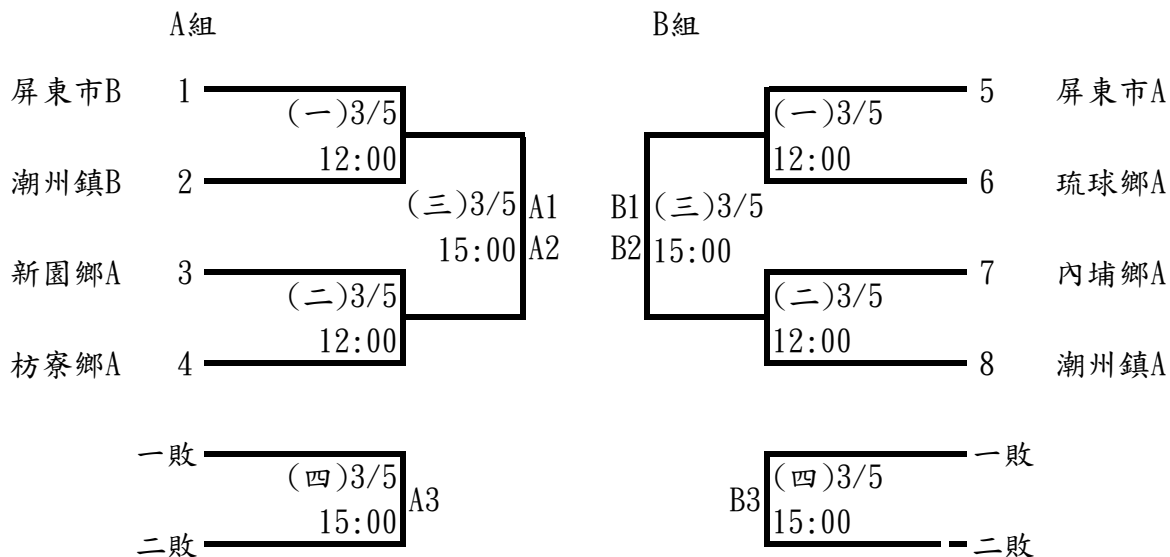 A組 B組
屏東市B 1 5 屏東市A
(一)3/5 (一)3/5
12:00 12:00
潮州鎮B 2 6 琉球鄉A
(三)3/5 A1 B1 (三)3/5
15:00 A2 B2 15:00
新園鄉A 3 7 內埔鄉A
(二)3/5 (二)3/5
12:00 12:00
枋寮鄉A 4 8 潮州鎮A
一敗 一敗
(四)3/5 (四)3/5
A3 B3
15:00 15:00
二敗 二敗